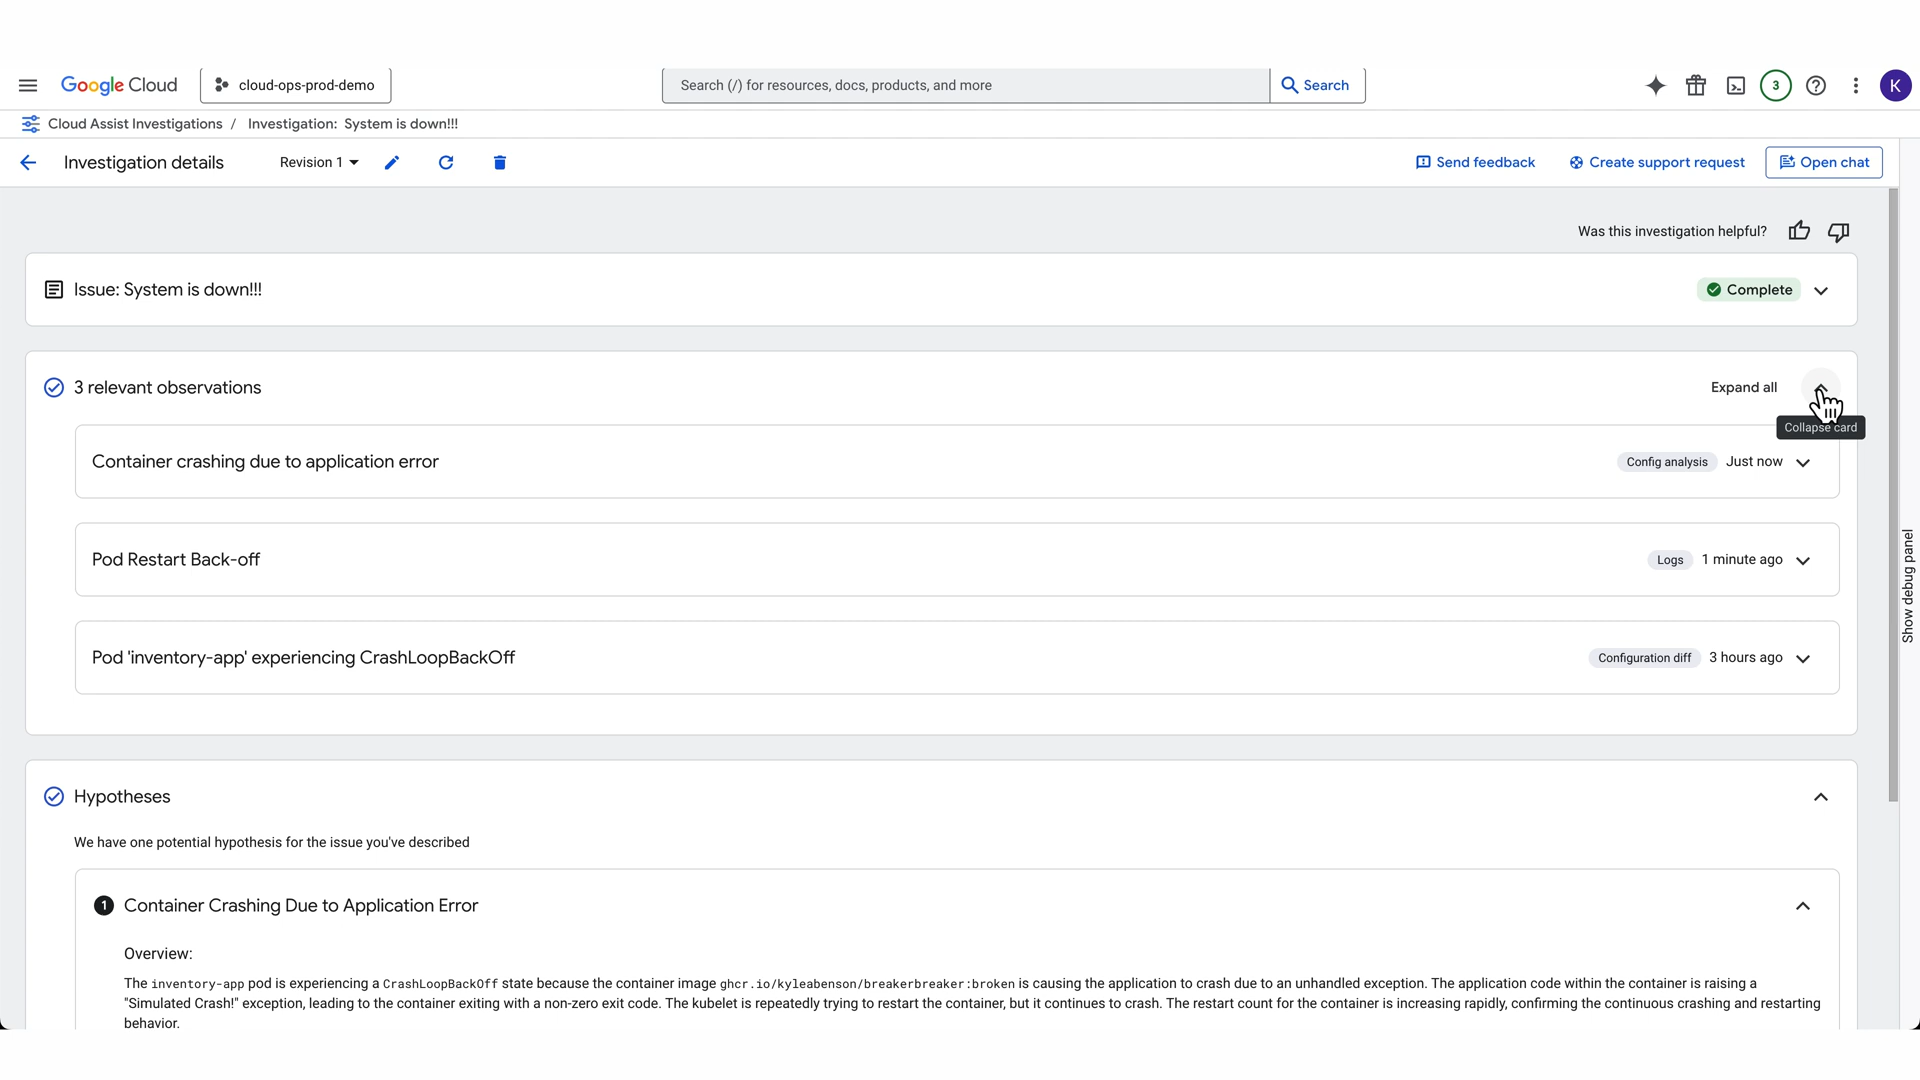 Google Cloud
cloud-ops-prod-demo
Search (/) for resources, docs, products, and more
Search
3
K
Cloud Assist Investigations / Investigation: System is down!!!
Investigation details
Revision 1
Send feedback
Create support request
Open chat
Was this investigation helpful?
Issue: System is down!!!
Complete
3 relevant observations
Expand all
Collapse card
Container crashing due to application error
Config analysis
Just now
Pod Restart Back-off
Logs
1 minute ago
Pod 'inventory-app' experiencing CrashLoopBackOff
Configuration diff
3 hours ago
Show debug panel
Hypotheses
We have one potential hypothesis for the issue you've described
1 Container Crashing Due to Application Error
Overview:
The inventory-app pod is experiencing a CrashLoopBackOff state because the container image ghcr.io/kyleabenson/breakerbreaker:broken is causing the application to crash due to an unhandled exception. The application code within the container is raising a
"Simulated Crash!" exception, leading to the container exiting with a non-zero exit code. The kubelet is repeatedly trying to restart the container, but it continues to crash. The restart count for the container is increasing rapidly, confirming the continuous crashing and restarting
behavior.